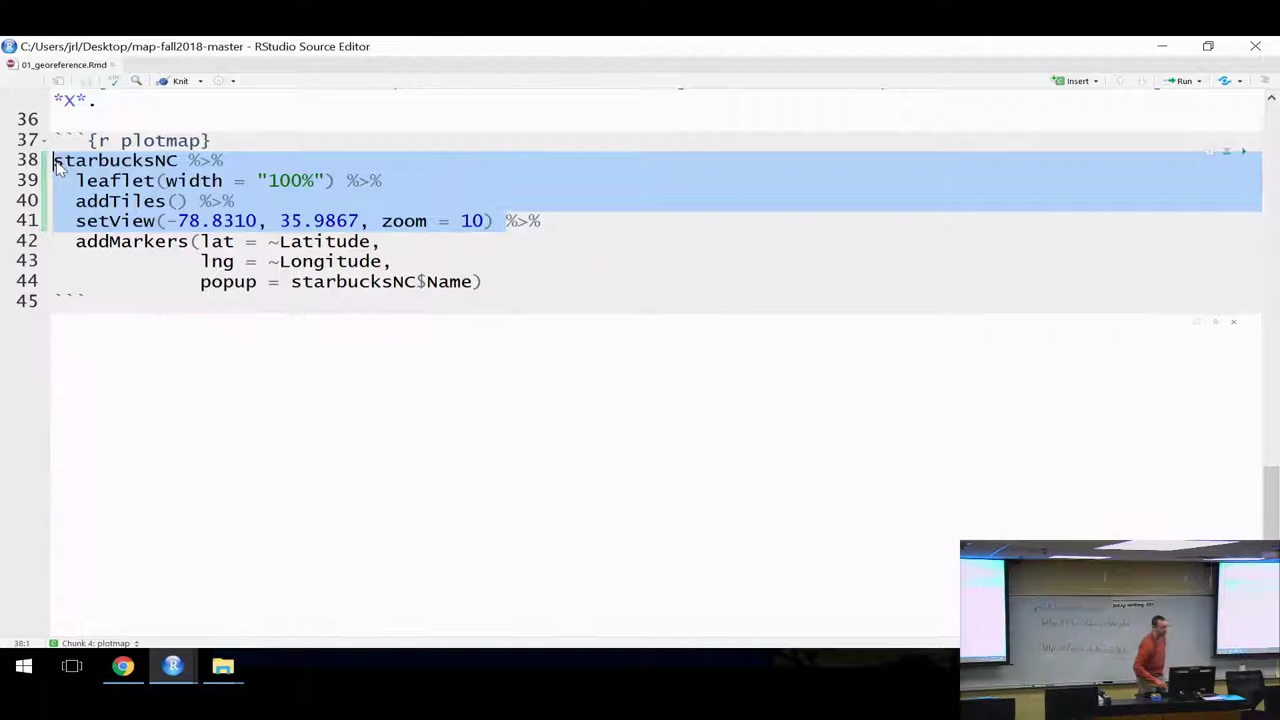 C:/Users/jrl/Desktop/map-fall2018-master - RStudio Source Editor
01_georeference.Rmd
ABC
Knit
Insert
Run
*X*.
36
37 ```{r plotmap}
38 starbucksNC %>%
39 leaflet(width = "100%") %>%
40 addTiles() %>%
41 setView(-78.8310, 35.9867, zoom = 10) %>%
42 addMarkers(lat = ~Latitude,
43 lng = ~Longitude,
44 popup = starbucksNC$Name)
45 ```
38:1 Chunk 4: plotmap